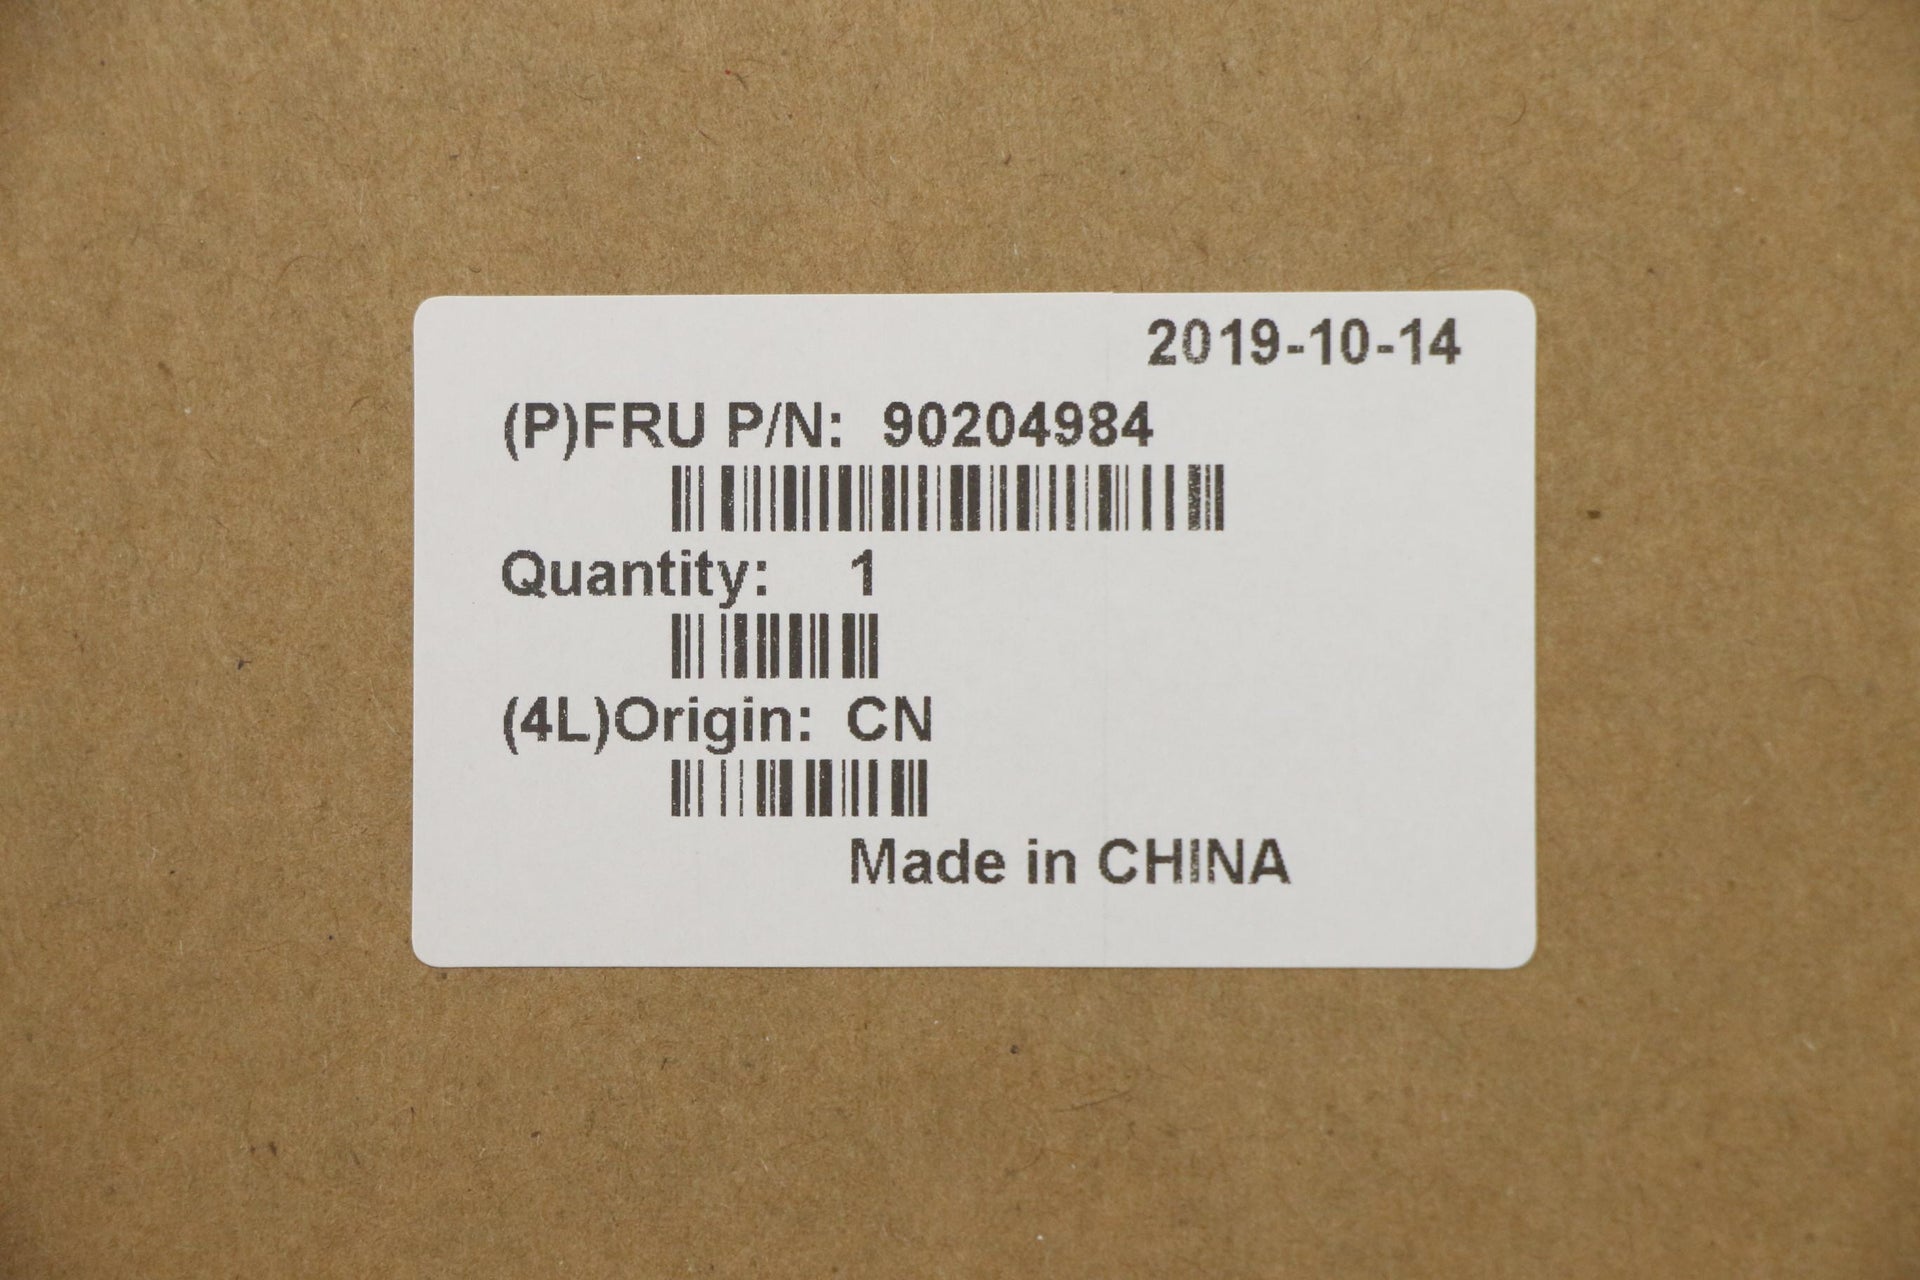 2019-10-14
(P)FRU P/N: 90204984
Quantity: 1
(4L)Origin: CN
Made in CHINA